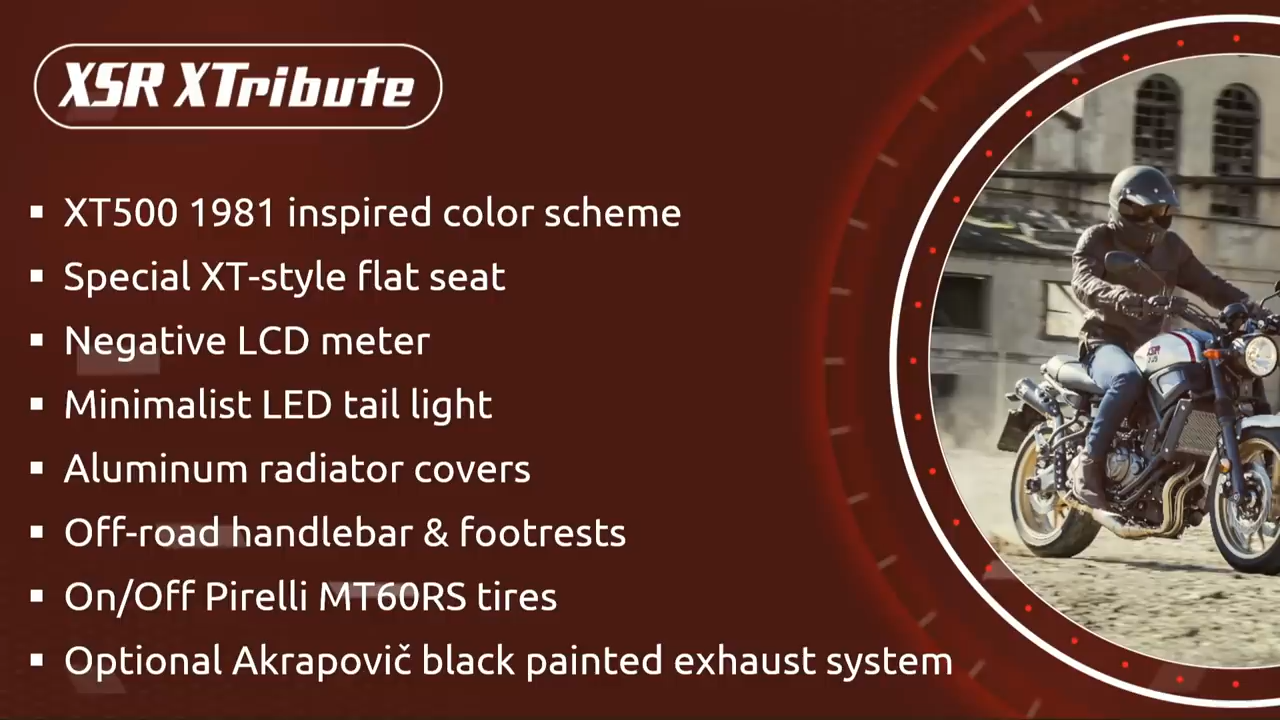 XSR XTribute
▪ XT500 1981 inspired color scheme
▪ Special XT-style flat seat
▪ Negative LCD meter
▪ Minimalist LED tail light
▪ Aluminum radiator covers
▪ Off-road handlebar & footrests
▪ On/Off Pirelli MT60RS tires
▪ Optional Akrapovič black painted exhaust system
XSR